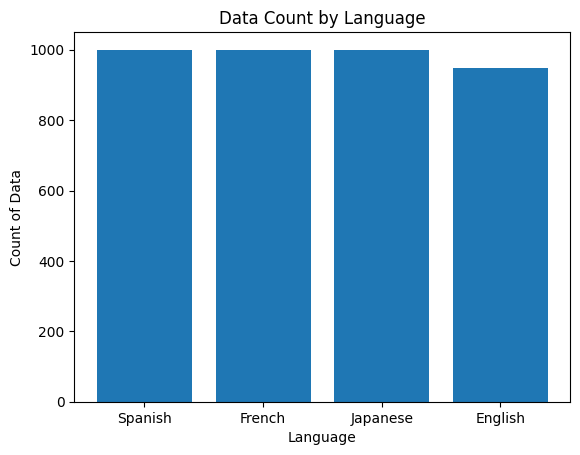 Data Count by Language
Count of Data
1000
800
600
400
200
0
Spanish French Japanese English
Language